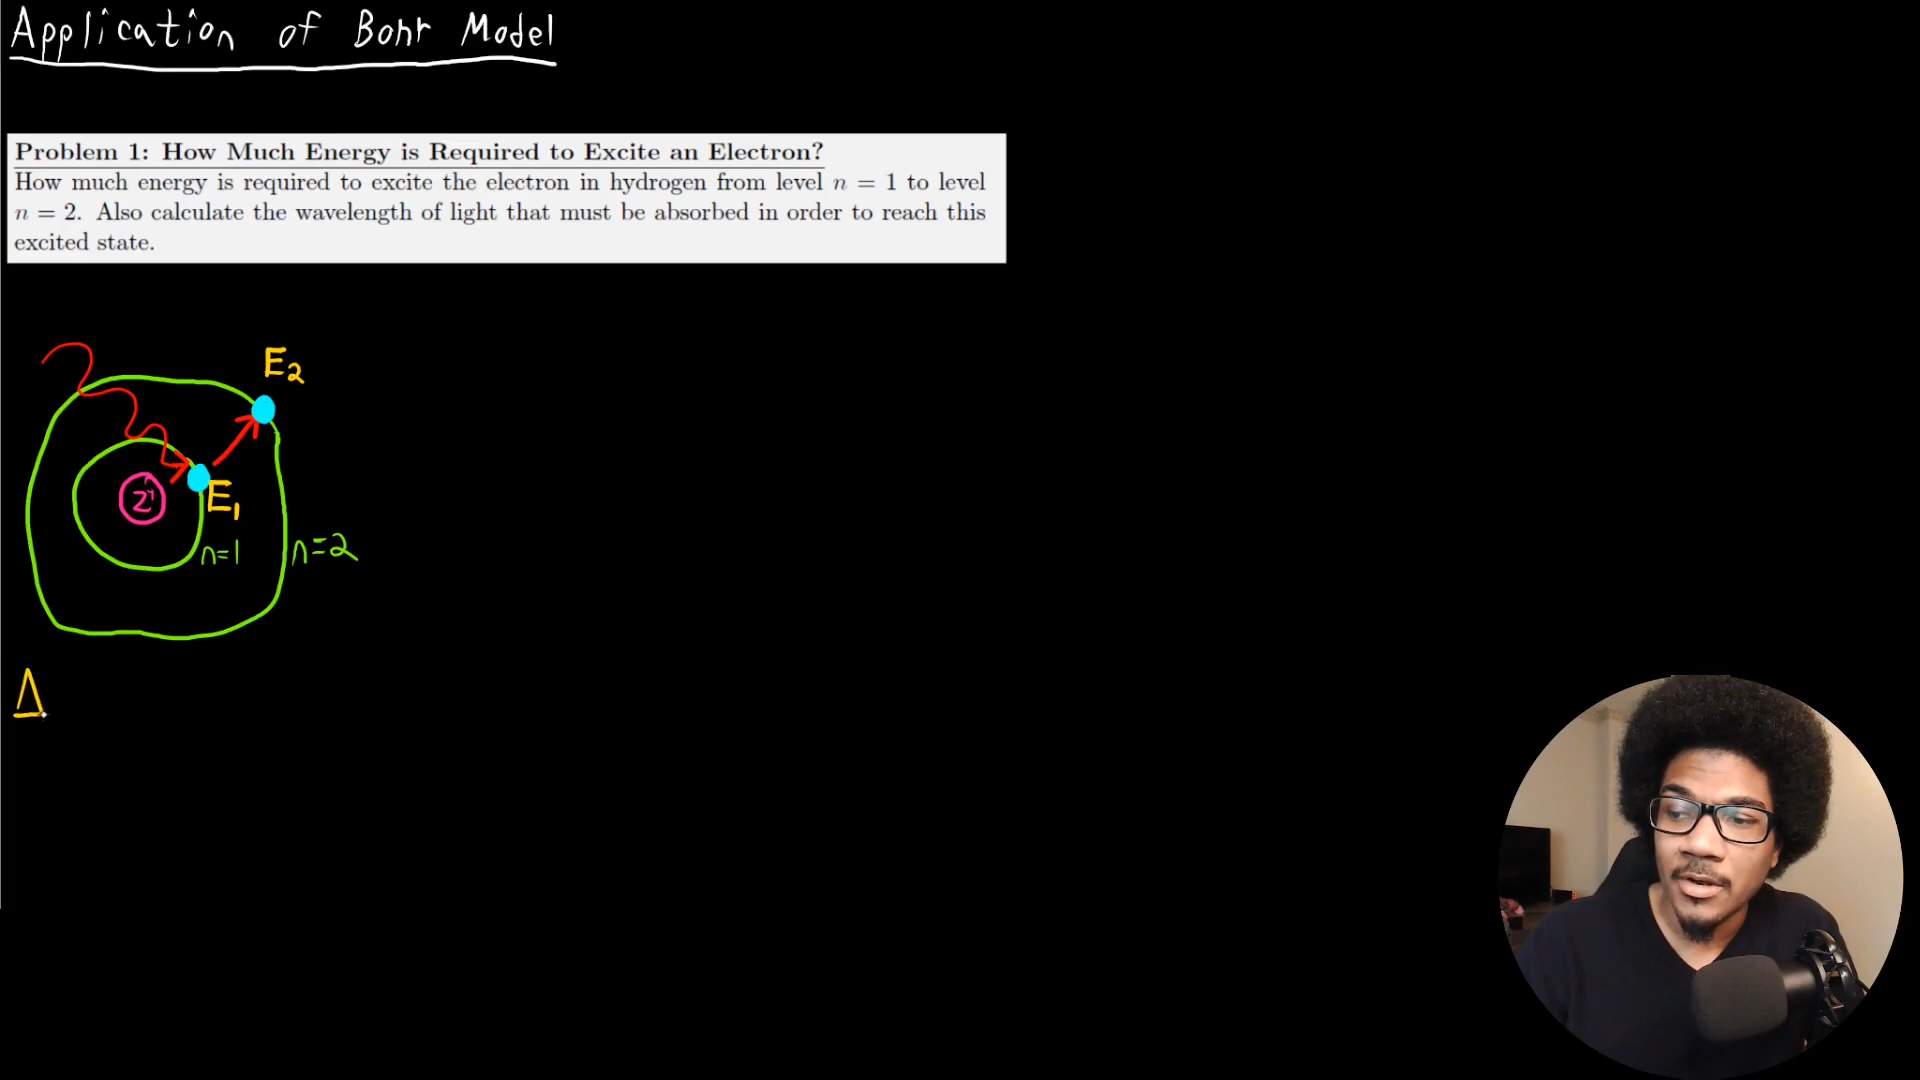 Application of Bohr Model
Problem 1: How Much Energy is Required to Excite an Electron?
How much energy is required to excite the electron in hydrogen from level n = 1 to level
n = 2. Also calculate the wavelength of light that must be absorbed in order to reach this
excited state.
E₂
E₁
n=1
n=2
Δ